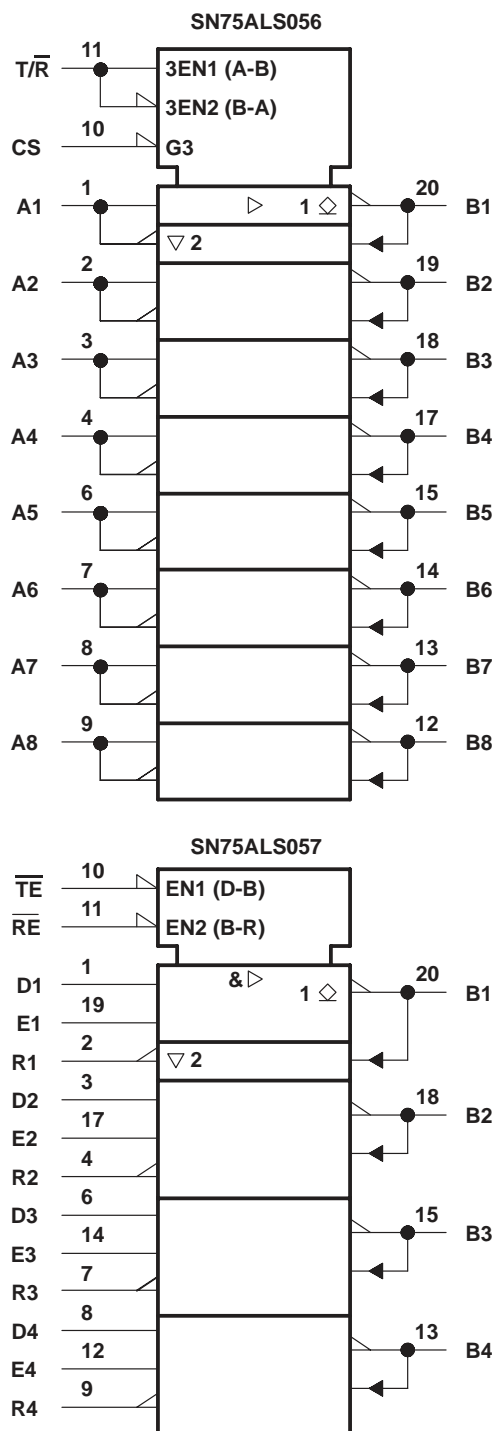 SN75ALS056
11
T/R̅
3EN1 (A-B)
3EN2 (B-A)
10
CS
G3
1
20
A1
▷ 1
B1
▽ 2
2
19
A2
B2
3
18
A3
B3
4
17
A4
B4
6
15
A5
B5
7
14
A6
B6
8
13
A7
B7
9
12
A8
B8
SN75ALS057
10
T̅E̅
EN1 (D-B)
11
R̅E̅
EN2 (B-R)
1
& ▷
20
D1
1
B1
19
E1
2
R1
▽ 2
3
D2
18
B2
17
E2
4
R2
6
D3
15
B3
14
E3
7
R3
8
D4
13
B4
12
E4
9
R4